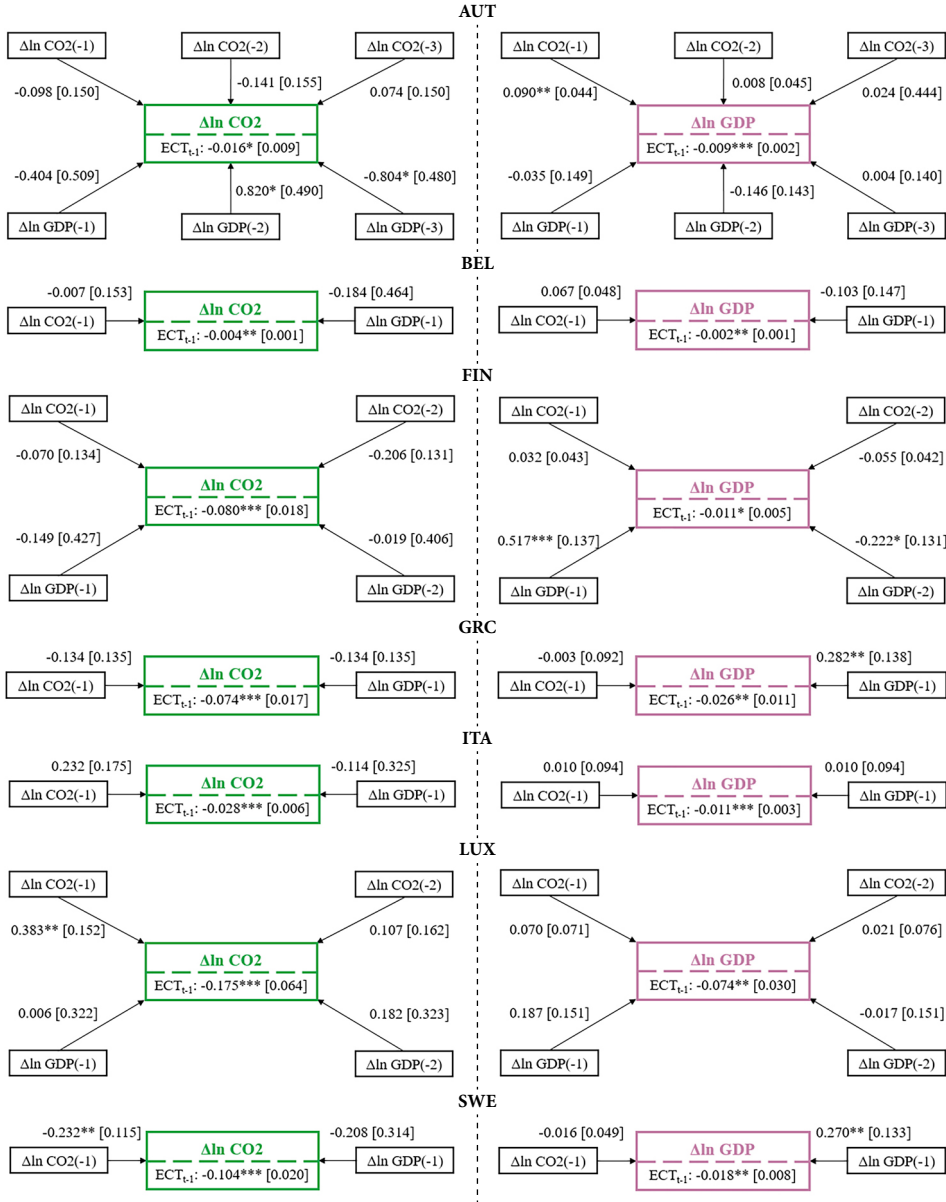 AUT
Δln CO2(-1)
Δln CO2(-2)
Δln CO2(-3)
Δln CO2(-1)
Δln CO2(-2)
Δln CO2(-3)
-0.098 [0.150]
-0.141 [0.155]
0.074 [0.150]
0.090** [0.044]
0.008 [0.045]
0.024 [0.444]
Δln CO2
ECTt-1: -0.016* [0.009]
Δln GDP
ECTt-1: -0.009*** [0.002]
-0.404 [0.509]
0.820* [0.490]
-0.804* [0.480]
-0.035 [0.149]
-0.146 [0.143]
0.004 [0.140]
Δln GDP(-1)
Δln GDP(-2)
Δln GDP(-3)
Δln GDP(-1)
Δln GDP(-2)
Δln GDP(-3)
BEL
-0.007 [0.153]
-0.184 [0.464]
0.067 [0.048]
-0.103 [0.147]
Δln CO2(-1)
Δln CO2
ECTt-1: -0.004** [0.001]
Δln GDP(-1)
Δln CO2(-1)
Δln GDP
ECTt-1: -0.002** [0.001]
Δln GDP(-1)
FIN
Δln CO2(-1)
Δln CO2(-2)
Δln CO2(-1)
Δln CO2(-2)
-0.070 [0.134]
-0.206 [0.131]
0.032 [0.043]
-0.055 [0.042]
Δln CO2
ECTt-1: -0.080*** [0.018]
Δln GDP
ECTt-1: -0.011* [0.005]
-0.149 [0.427]
-0.019 [0.406]
0.517*** [0.137]
-0.222* [0.131]
Δln GDP(-1)
Δln GDP(-2)
Δln GDP(-1)
Δln GDP(-2)
GRC
-0.134 [0.135]
-0.134 [0.135]
-0.003 [0.092]
0.282** [0.138]
Δln CO2(-1)
Δln CO2
ECTt-1: -0.074*** [0.017]
Δln GDP(-1)
Δln CO2(-1)
Δln GDP
ECTt-1: -0.026** [0.011]
Δln GDP(-1)
ITA
0.232 [0.175]
-0.114 [0.325]
0.010 [0.094]
0.010 [0.094]
Δln CO2(-1)
Δln CO2
ECTt-1: -0.028*** [0.006]
Δln GDP(-1)
Δln CO2(-1)
Δln GDP
ECTt-1: -0.011*** [0.003]
Δln GDP(-1)
LUX
Δln CO2(-1)
Δln CO2(-2)
Δln CO2(-1)
Δln CO2(-2)
0.383** [0.152]
0.107 [0.162]
0.070 [0.071]
0.021 [0.076]
Δln CO2
ECTt-1: -0.175*** [0.064]
Δln GDP
ECTt-1: -0.074** [0.030]
0.006 [0.322]
0.182 [0.323]
0.187 [0.151]
-0.017 [0.151]
Δln GDP(-1)
Δln GDP(-2)
Δln GDP(-1)
Δln GDP(-2)
SWE
-0.232** [0.115]
-0.208 [0.314]
-0.016 [0.049]
0.270** [0.133]
Δln CO2(-1)
Δln CO2
ECTt-1: -0.104*** [0.020]
Δln GDP(-1)
Δln CO2(-1)
Δln GDP
ECTt-1: -0.018** [0.008]
Δln GDP(-1)